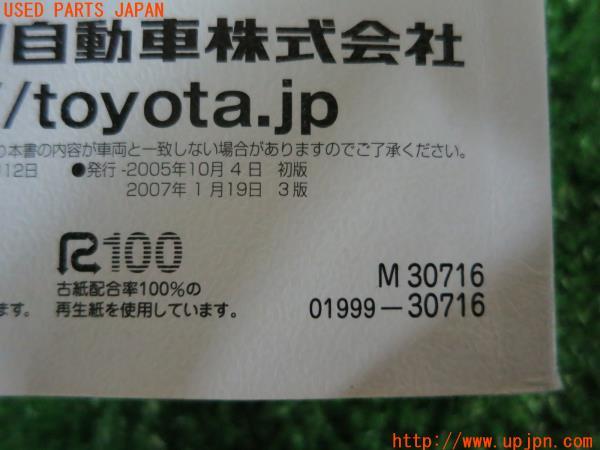 USED PARTS JAPAN
自動車株式会社
//toyota.jp
本書の内容が車両と一致しない場合がありますのでご了承ください。
12日 ●発行-2005年10月4日 初版
2007年1月19日 3版
R100
古紙配合率100%の
ます。 再生紙を使用しています。
M 30716
01999－30716
http://www.upjpn.com/